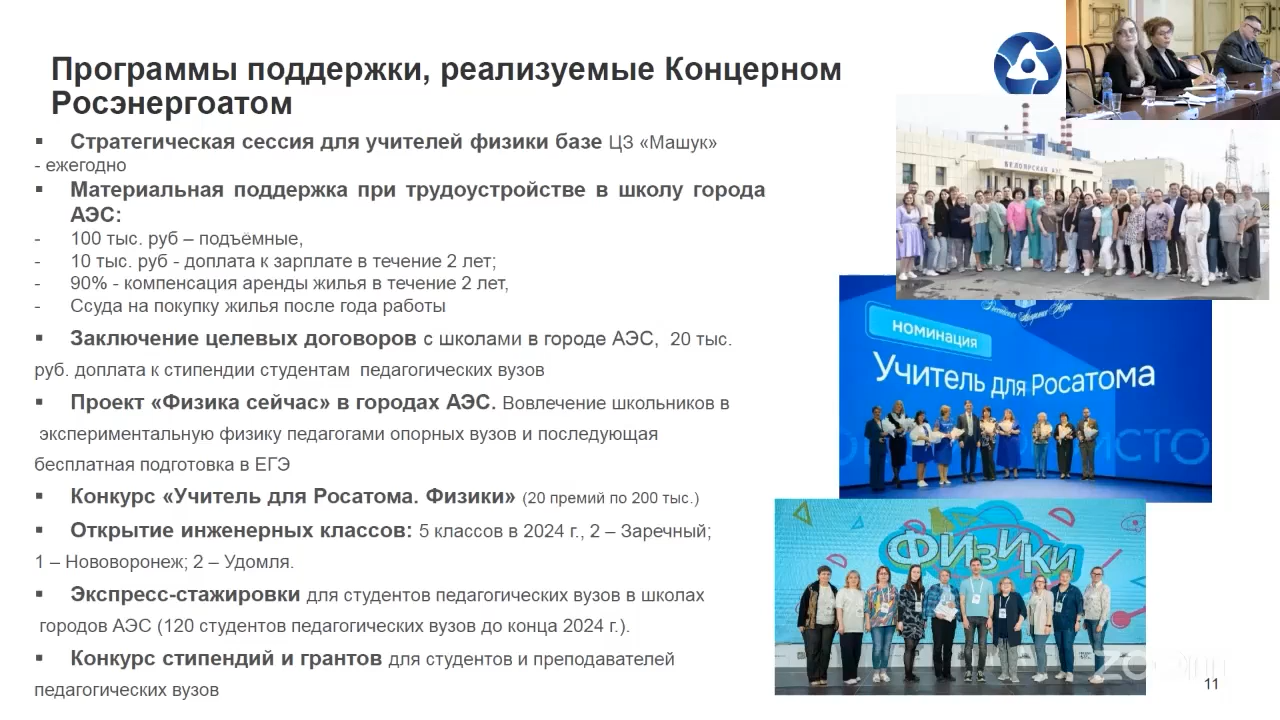 Программы поддержки, реализуемые Концерном
Росэнергоатом
▪ Стратегическая сессия для учителей физики базе ЦЗ «Машук»
- ежегодно
▪ Материальная поддержка при трудоустройстве в школу города
АЭС:
- 100 тыс. руб – подъёмные,
- 10 тыс. руб - доплата к зарплате в течение 2 лет;
- 90% - компенсация аренды жилья в течение 2 лет,
- Ссуда на покупку жилья после года работы
▪ Заключение целевых договоров с школами в городе АЭС, 20 тыс.
руб. доплата к стипендии студентам педагогических вузов
▪ Проект «Физика сейчас» в городах АЭС. Вовлечение школьников в
экспериментальную физику педагогами опорных вузов и последующая
бесплатная подготовка в ЕГЭ
▪ Конкурс «Учитель для Росатома. Физики» (20 премий по 200 тыс.)
▪ Открытие инженерных классов: 5 классов в 2024 г., 2 – Заречный;
1 – Нововоронеж; 2 – Удомля.
▪ Экспресс-стажировки для студентов педагогических вузов в школах
городов АЭС (120 студентов педагогических вузов до конца 2024 г.).
▪ Конкурс стипендий и грантов для студентов и преподавателей
педагогических вузов
БЕЛОЯРСКАЯ АЭС
Российская Академия Наук
номинация
Учитель для Росатома
ФИЗИКИ
zoom
11